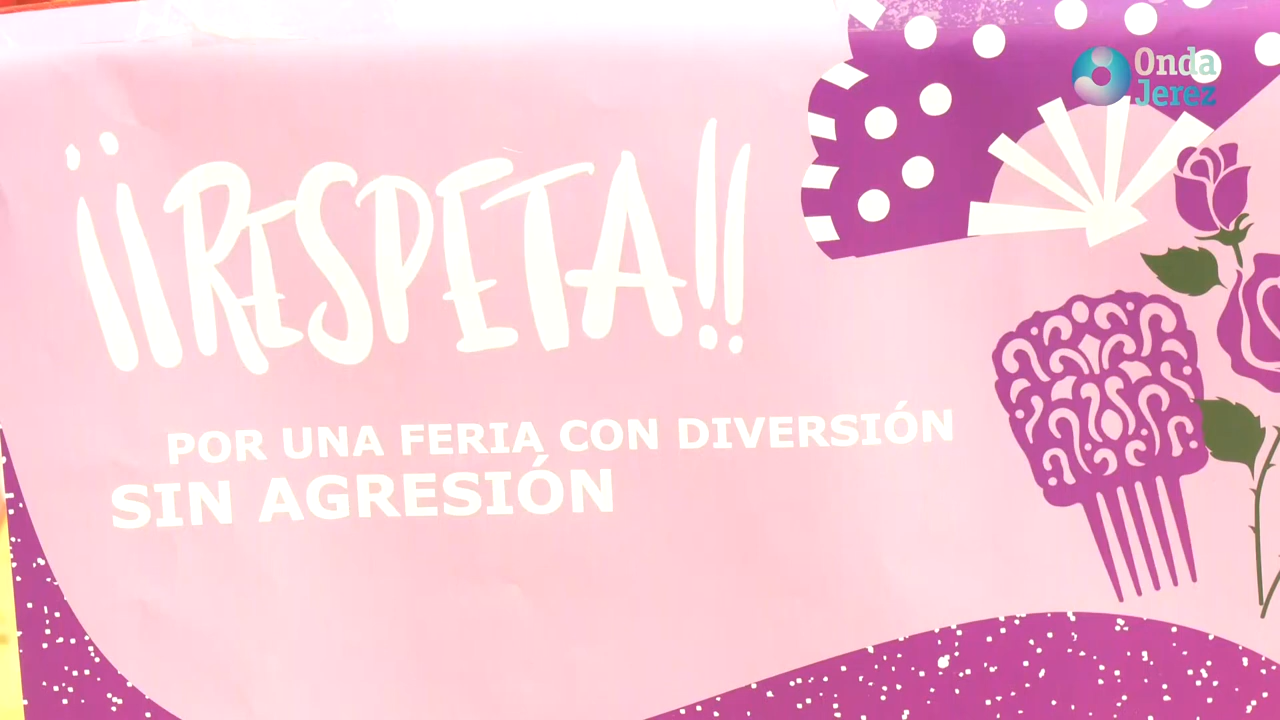 ¡¡RESPETA!!
POR UNA FERIA CON DIVERSIÓN
SIN AGRESIÓN
Onda
Jerez